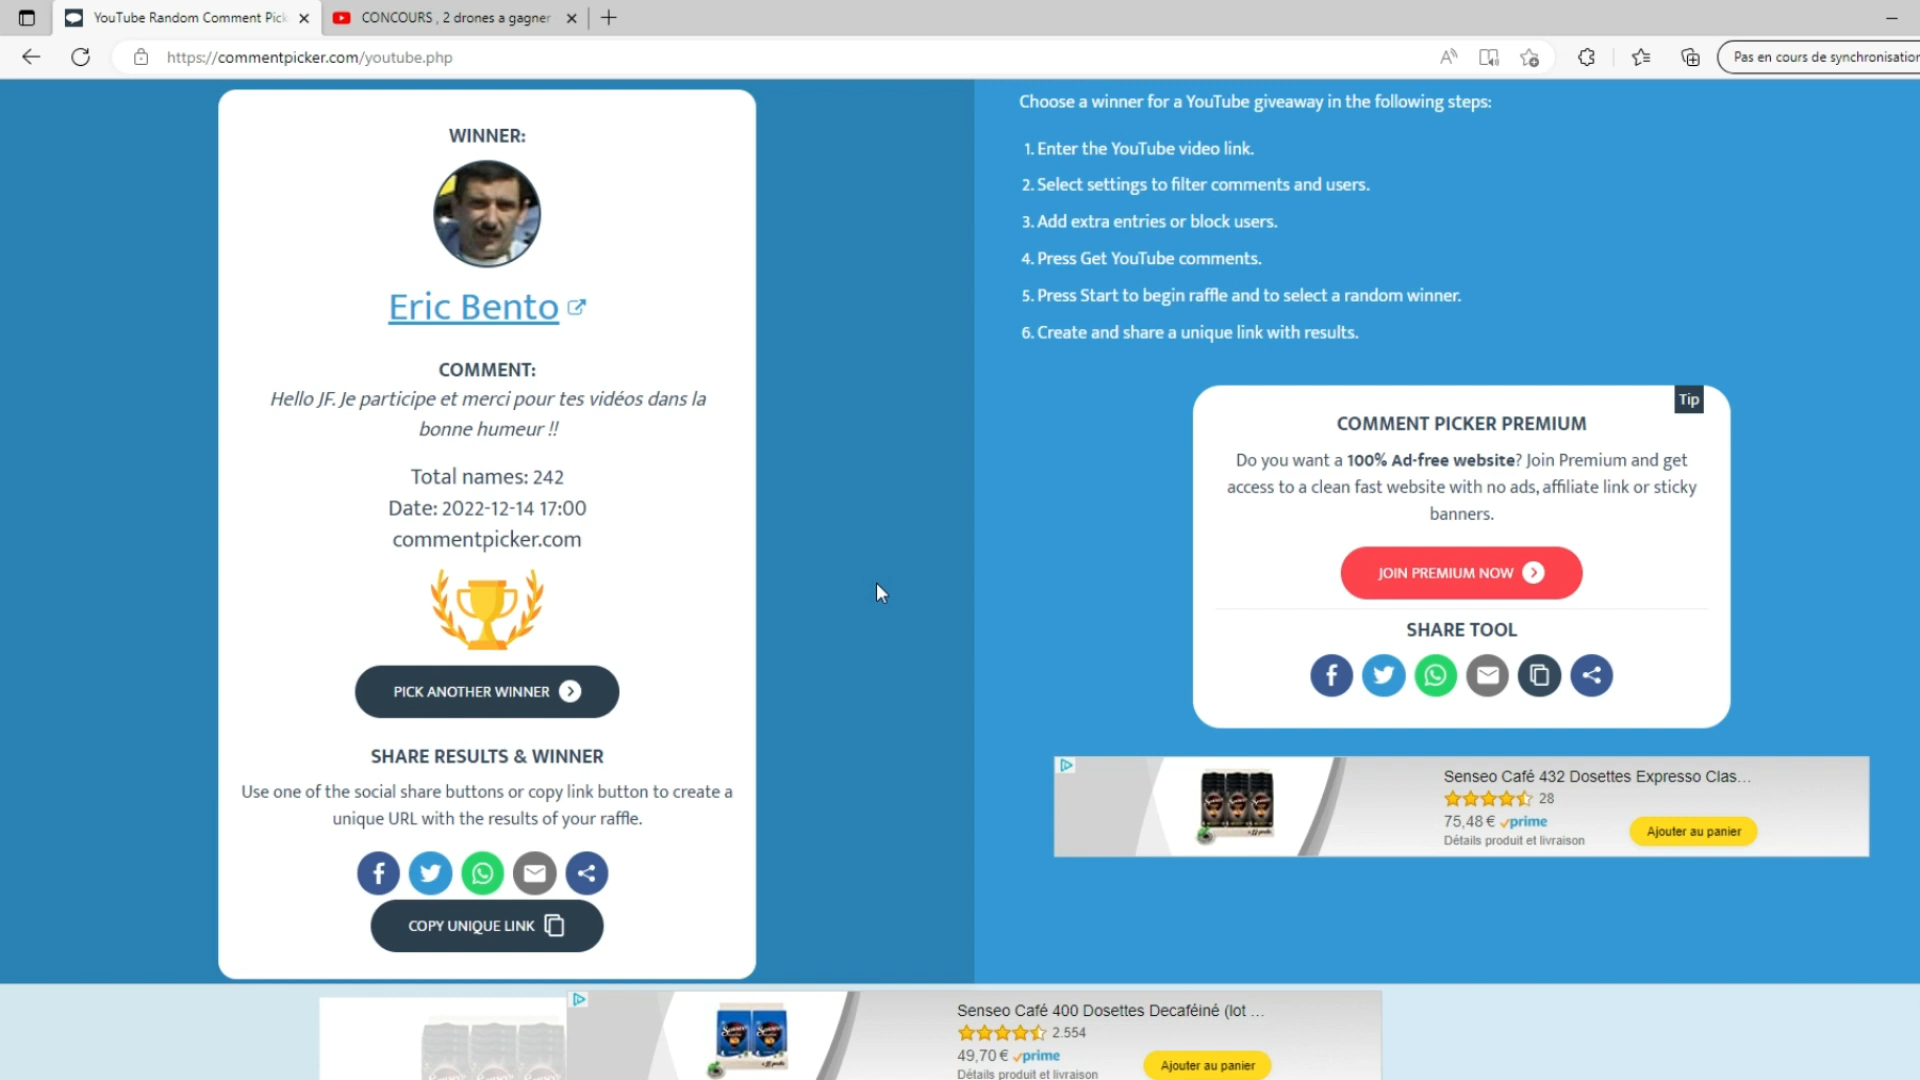 YouTube Random Comment Pick
CONCOURS , 2 drones a gagner
https://commentpicker.com/youtube.php
Pas en cours de synchronisation
WINNER:
Eric Bento
COMMENT:
Hello JF. Je participe et merci pour tes vidéos dans la
bonne humeur !!
Total names: 242
Date: 2022-12-14 17:00
commentpicker.com
PICK ANOTHER WINNER
SHARE RESULTS & WINNER
Use one of the social share buttons or copy link button to create a
unique URL with the results of your raffle.
COPY UNIQUE LINK
Choose a winner for a YouTube giveaway in the following steps:
1. Enter the YouTube video link.
2. Select settings to filter comments and users.
3. Add extra entries or block users.
4. Press Get YouTube comments.
5. Press Start to begin raffle and to select a random winner.
6. Create and share a unique link with results.
Tip
COMMENT PICKER PREMIUM
Do you want a 100% Ad-free website? Join Premium and get
access to a clean fast website with no ads, affiliate link or sticky
banners.
JOIN PREMIUM NOW
SHARE TOOL
Senseo Café 432 Dosettes Expresso Clas...
28
75,48 € prime
Détails produit et livraison
Ajouter au panier
Senseo Café 400 Dosettes Decaféiné (lot ...
2.554
49,70 € prime
Détails produit et livraison
Ajouter au panier